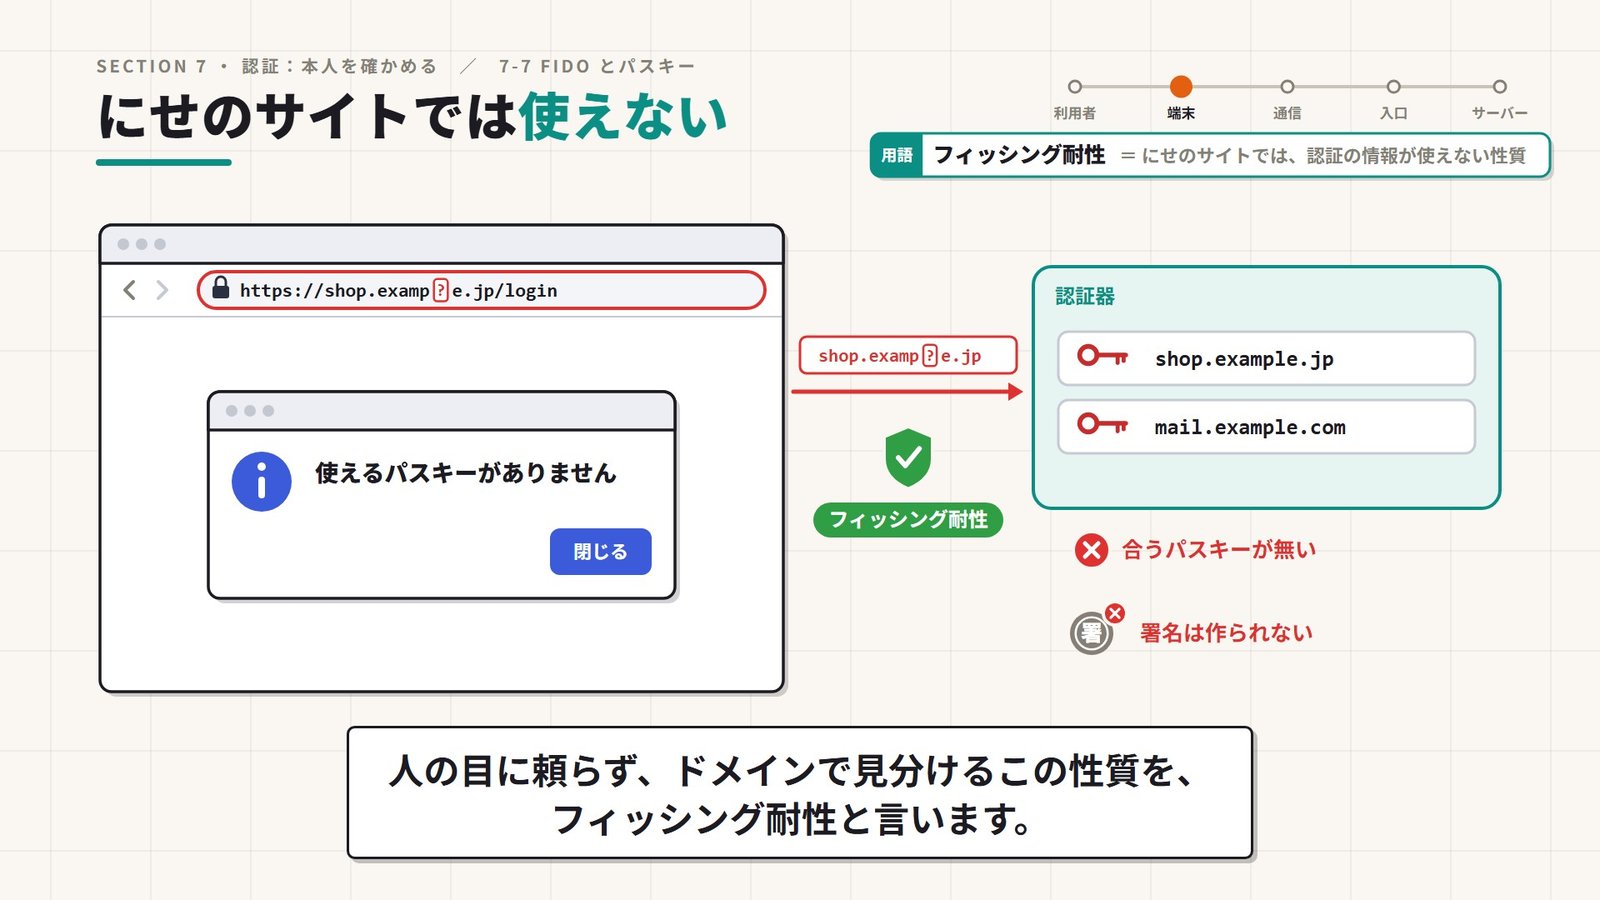 SECTION 7 ・ 認証：本人を確かめる ／ 7-7 FIDO とパスキー
にせのサイトでは使えない
利用者 端末 通信 入口 サーバー
用語 フィッシング耐性 ＝ にせのサイトでは、認証の情報が使えない性質
https://shop.examp?e.jp/login
使えるパスキーがありません
閉じる
shop.examp?e.jp
フィッシング耐性
認証器
shop.example.jp
mail.example.com
合うパスキーが無い
署 署名は作られない
人の目に頼らず、ドメインで見分けるこの性質を、
フィッシング耐性と言います。